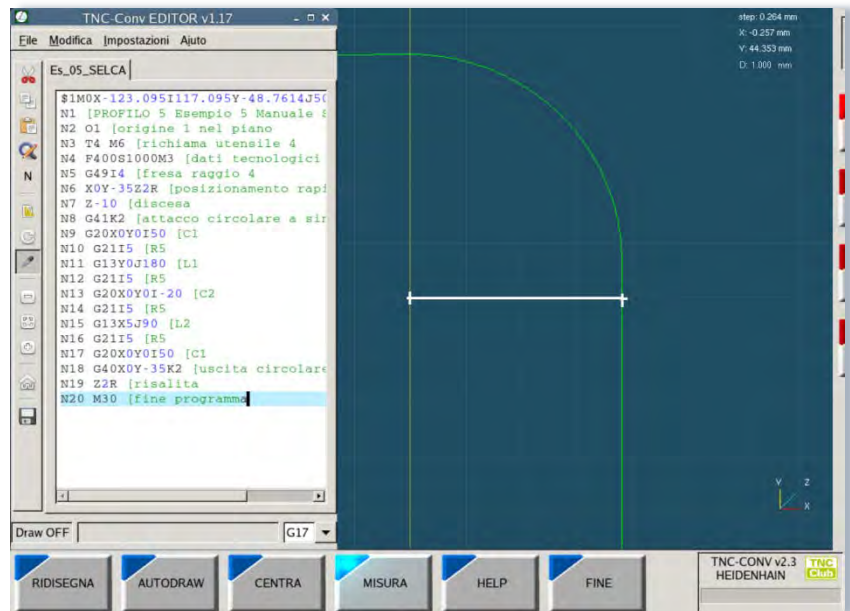 TNC-Conv EDITOR v1.17
File Modifica Impostazioni Aiuto
Es_05_SELCA
$1M0X-123.095I117.095Y-48.7614J50
N1 [PROFILO 5 Esempio 5 Manuale
N2 O1 [origine 1 nel piano
N3 T4 M6 [richiama utensile 4
N4 F400S1000M3 [dati tecnologici
N5 G49I4 [fresa raggio 4
N6 X0Y-35Z2R [posizionamento rapi
N7 Z-10 [discesa
N8 G41K2 [attacco circolare a sin
N9 G20X0Y0I50 [C1
N10 G21I5 [R5
N11 G13Y0J180 [L1
N12 G21I5 [R5
N13 G20X0Y0I-20 [C2
N14 G21I5 [R5
N15 G13X5J90 [L2
N16 G21I5 [R5
N17 G20X0Y0I50 [C1
N18 G40X0Y-35K2 [uscita circolare
N19 Z2R [risalita
N20 M30 [fine programma
N
Draw OFF
G17
step: 0.264 mm
X: -0.257 mm
Y: 44.353 mm
D: 1.000 mm
Y Z
X
RIDISEGNA AUTODRAW CENTRA MISURA HELP FINE
TNC-CONV v2.3
HEIDENHAIN
TNC
Club